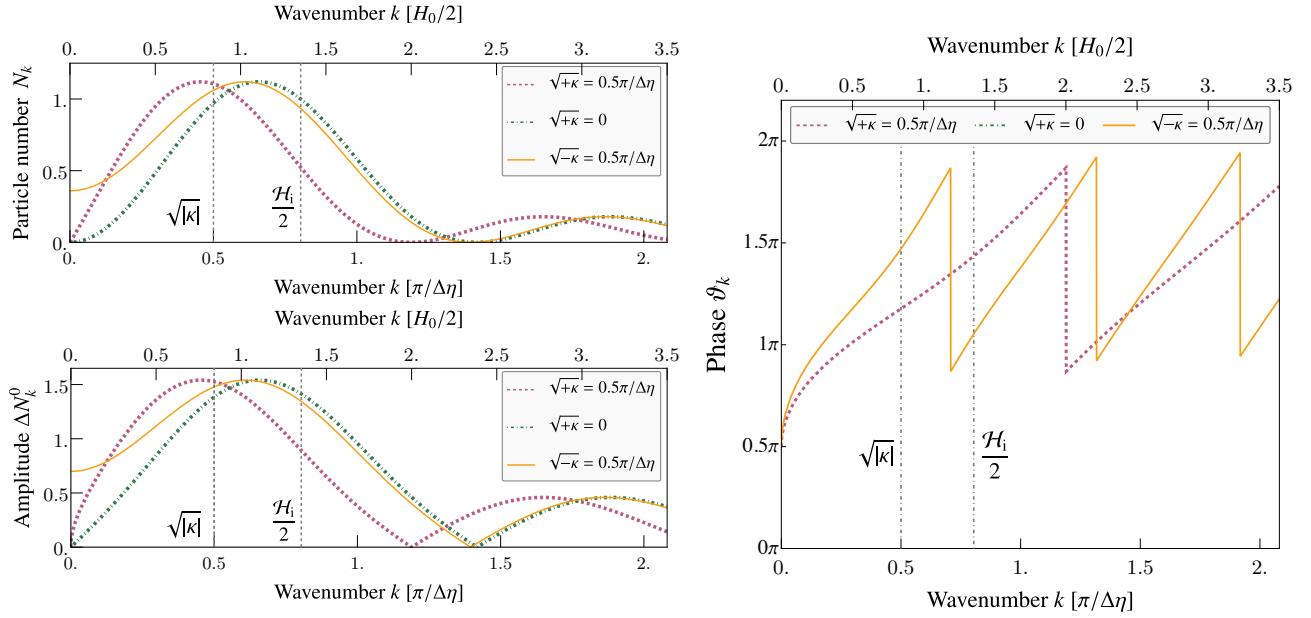 Wavenumber k [H₀/2]
0. 0.5 1. 1.5 2. 2.5 3. 3.5
Particle number Nₖ
1.
0.5
0.
√+κ = 0.5π/Δη
√+κ = 0
√−κ = 0.5π/Δη
√|κ|
ℋᵢ/2
0. 0.5 1. 1.5 2.
Wavenumber k [π/Δη]
Wavenumber k [H₀/2]
0. 0.5 1. 1.5 2. 2.5 3. 3.5
Amplitude ΔNₖ⁰
1.5
1.
0.5
0.
√+κ = 0.5π/Δη
√+κ = 0
√−κ = 0.5π/Δη
√|κ|
ℋᵢ/2
0. 0.5 1. 1.5 2.
Wavenumber k [π/Δη]
Wavenumber k [H₀/2]
0. 0.5 1. 1.5 2. 2.5 3. 3.5
Phase ϑₖ
2π
1.5π
1π
0.5π
0π
√+κ = 0.5π/Δη √+κ = 0 √−κ = 0.5π/Δη
√|κ|
ℋᵢ/2
0. 0.5 1. 1.5 2.
Wavenumber k [π/Δη]